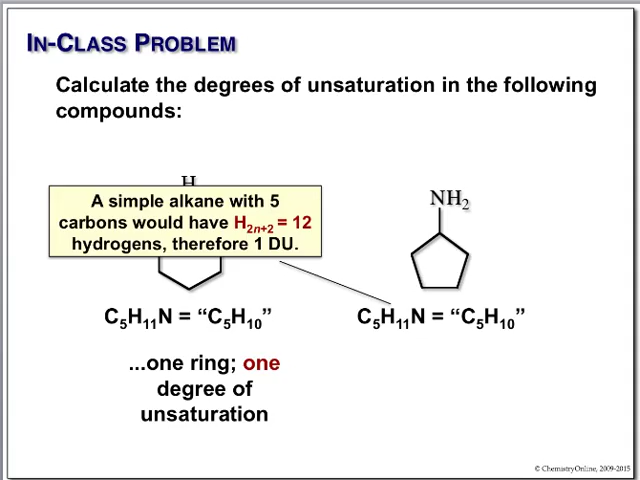 IN-CLASS PROBLEM
Calculate the degrees of unsaturation in the following
compounds:
H
A simple alkane with 5
carbons would have H2n+2 = 12
hydrogens, therefore 1 DU.
NH2
C5H11N = “C5H10”
C5H11N = “C5H10”
...one ring; one
degree of
unsaturation
© ChemistryOnline, 2009-2015